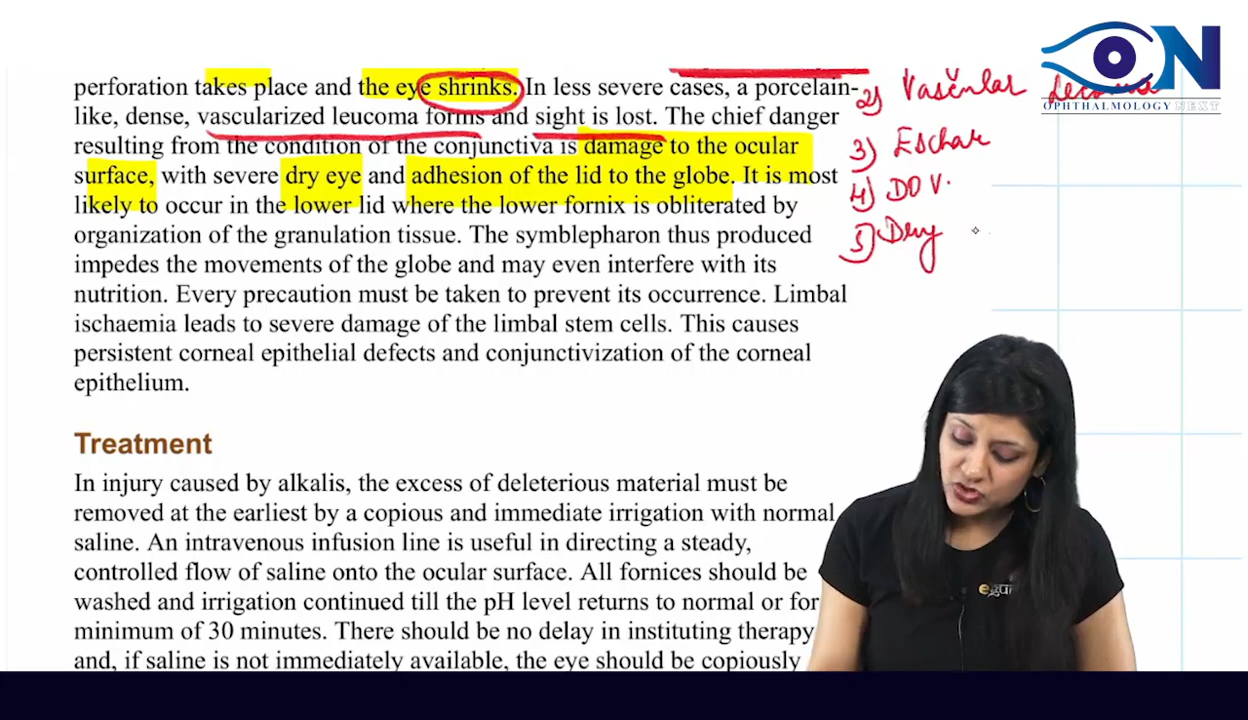 ON
OPHTHALMOLOGY NEXT
perforation takes place and the eye shrinks. In less severe cases, a porcelain-
like, dense, vascularized leucoma forms and sight is lost. The chief danger
resulting from the condition of the conjunctiva is damage to the ocular
surface, with severe dry eye and adhesion of the lid to the globe. It is most
likely to occur in the lower lid where the lower fornix is obliterated by
organization of the granulation tissue. The symblepharon thus produced
impedes the movements of the globe and may even interfere with its
nutrition. Every precaution must be taken to prevent its occurrence. Limbal
ischaemia leads to severe damage of the limbal stem cells. This causes
persistent corneal epithelial defects and conjunctivization of the corneal
epithelium.
2) Vascular
3) Eschar
4) DOV.
5) Dry
Treatment
In injury caused by alkalis, the excess of deleterious material must be
removed at the earliest by a copious and immediate irrigation with normal
saline. An intravenous infusion line is useful in directing a steady,
controlled flow of saline onto the ocular surface. All fornices should be
washed and irrigation continued till the pH level returns to normal or for
minimum of 30 minutes. There should be no delay in instituting therapy
and, if saline is not immediately available, the eye should be copiously